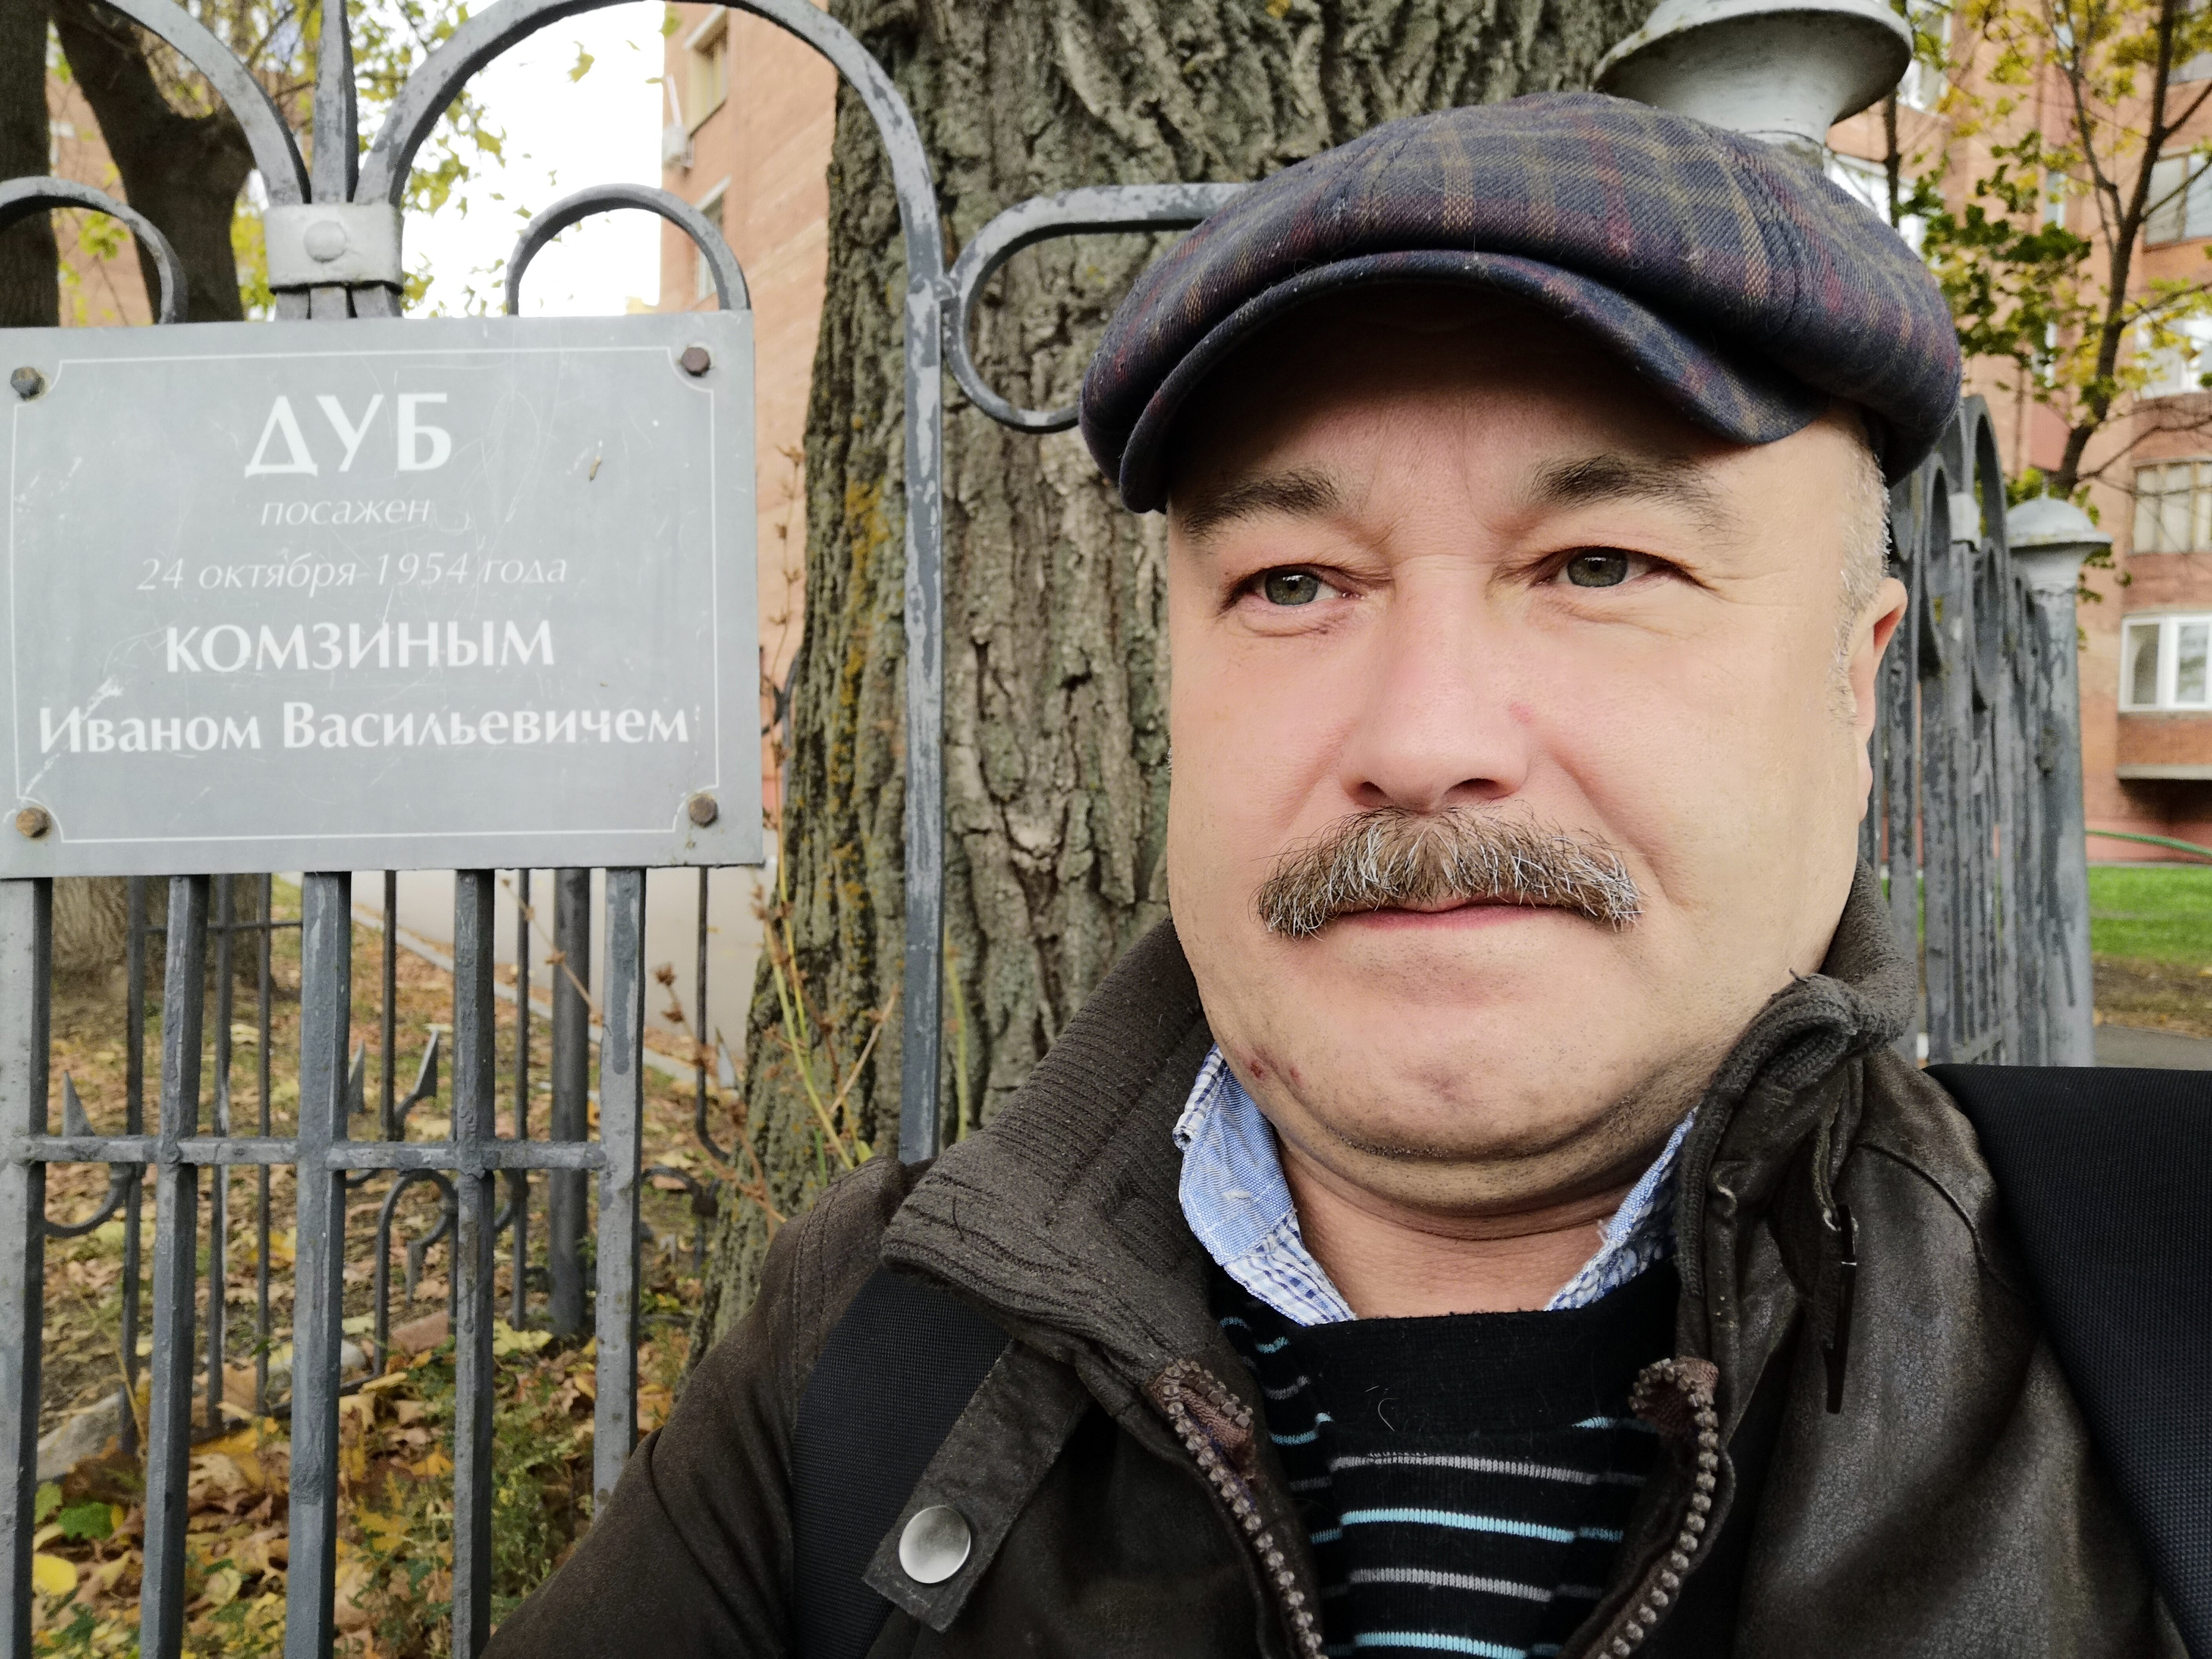 ДУБ
посажен
24 октября 1954 года
КОМЗИНЫМ
Иваном Васильевичем